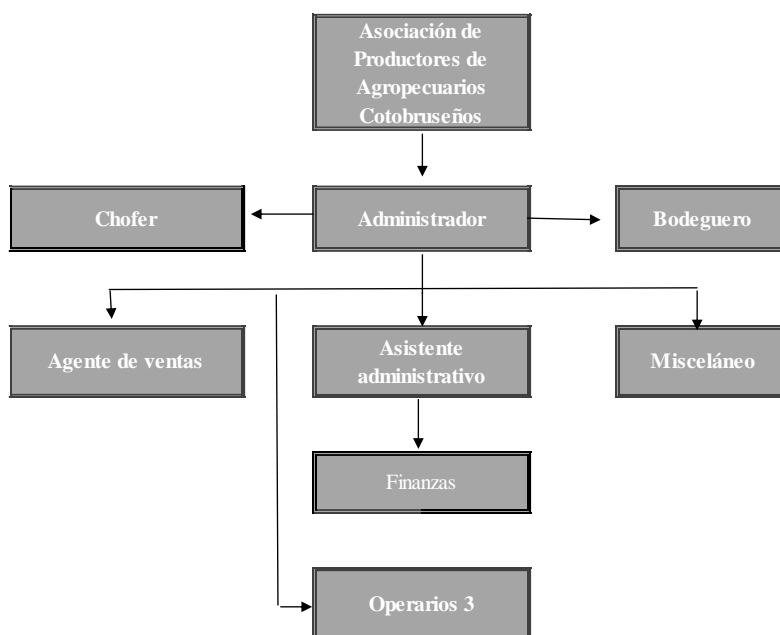 Asociación de
Productores de
Agropecuarios
Cotobruseños
Chofer
Administrador
Bodeguero
Agente de ventas
Asistente
administrativo
Misceláneo
Finanzas
Operarios 3